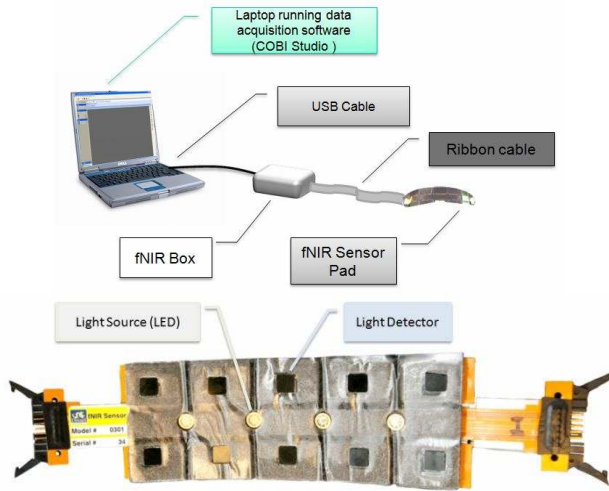 Laptop running data
acquisition software
(COBI Studio )
USB Cable
Ribbon cable
fNIR Box
fNIR Sensor
Pad
Light Source (LED)
Light Detector
fNIR Sensor
Model # 0301
Serial # 34